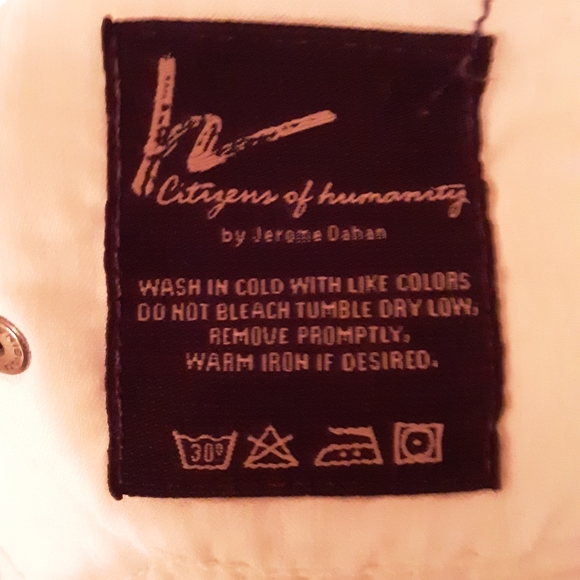 Citizens of humanity
by Jerome Dahan
WASH IN COLD WITH LIKE COLORS
DO NOT BLEACH TUMBLE DRY LOW,
REMOVE PROMPTLY,
WARM IRON IF DESIRED.
30º